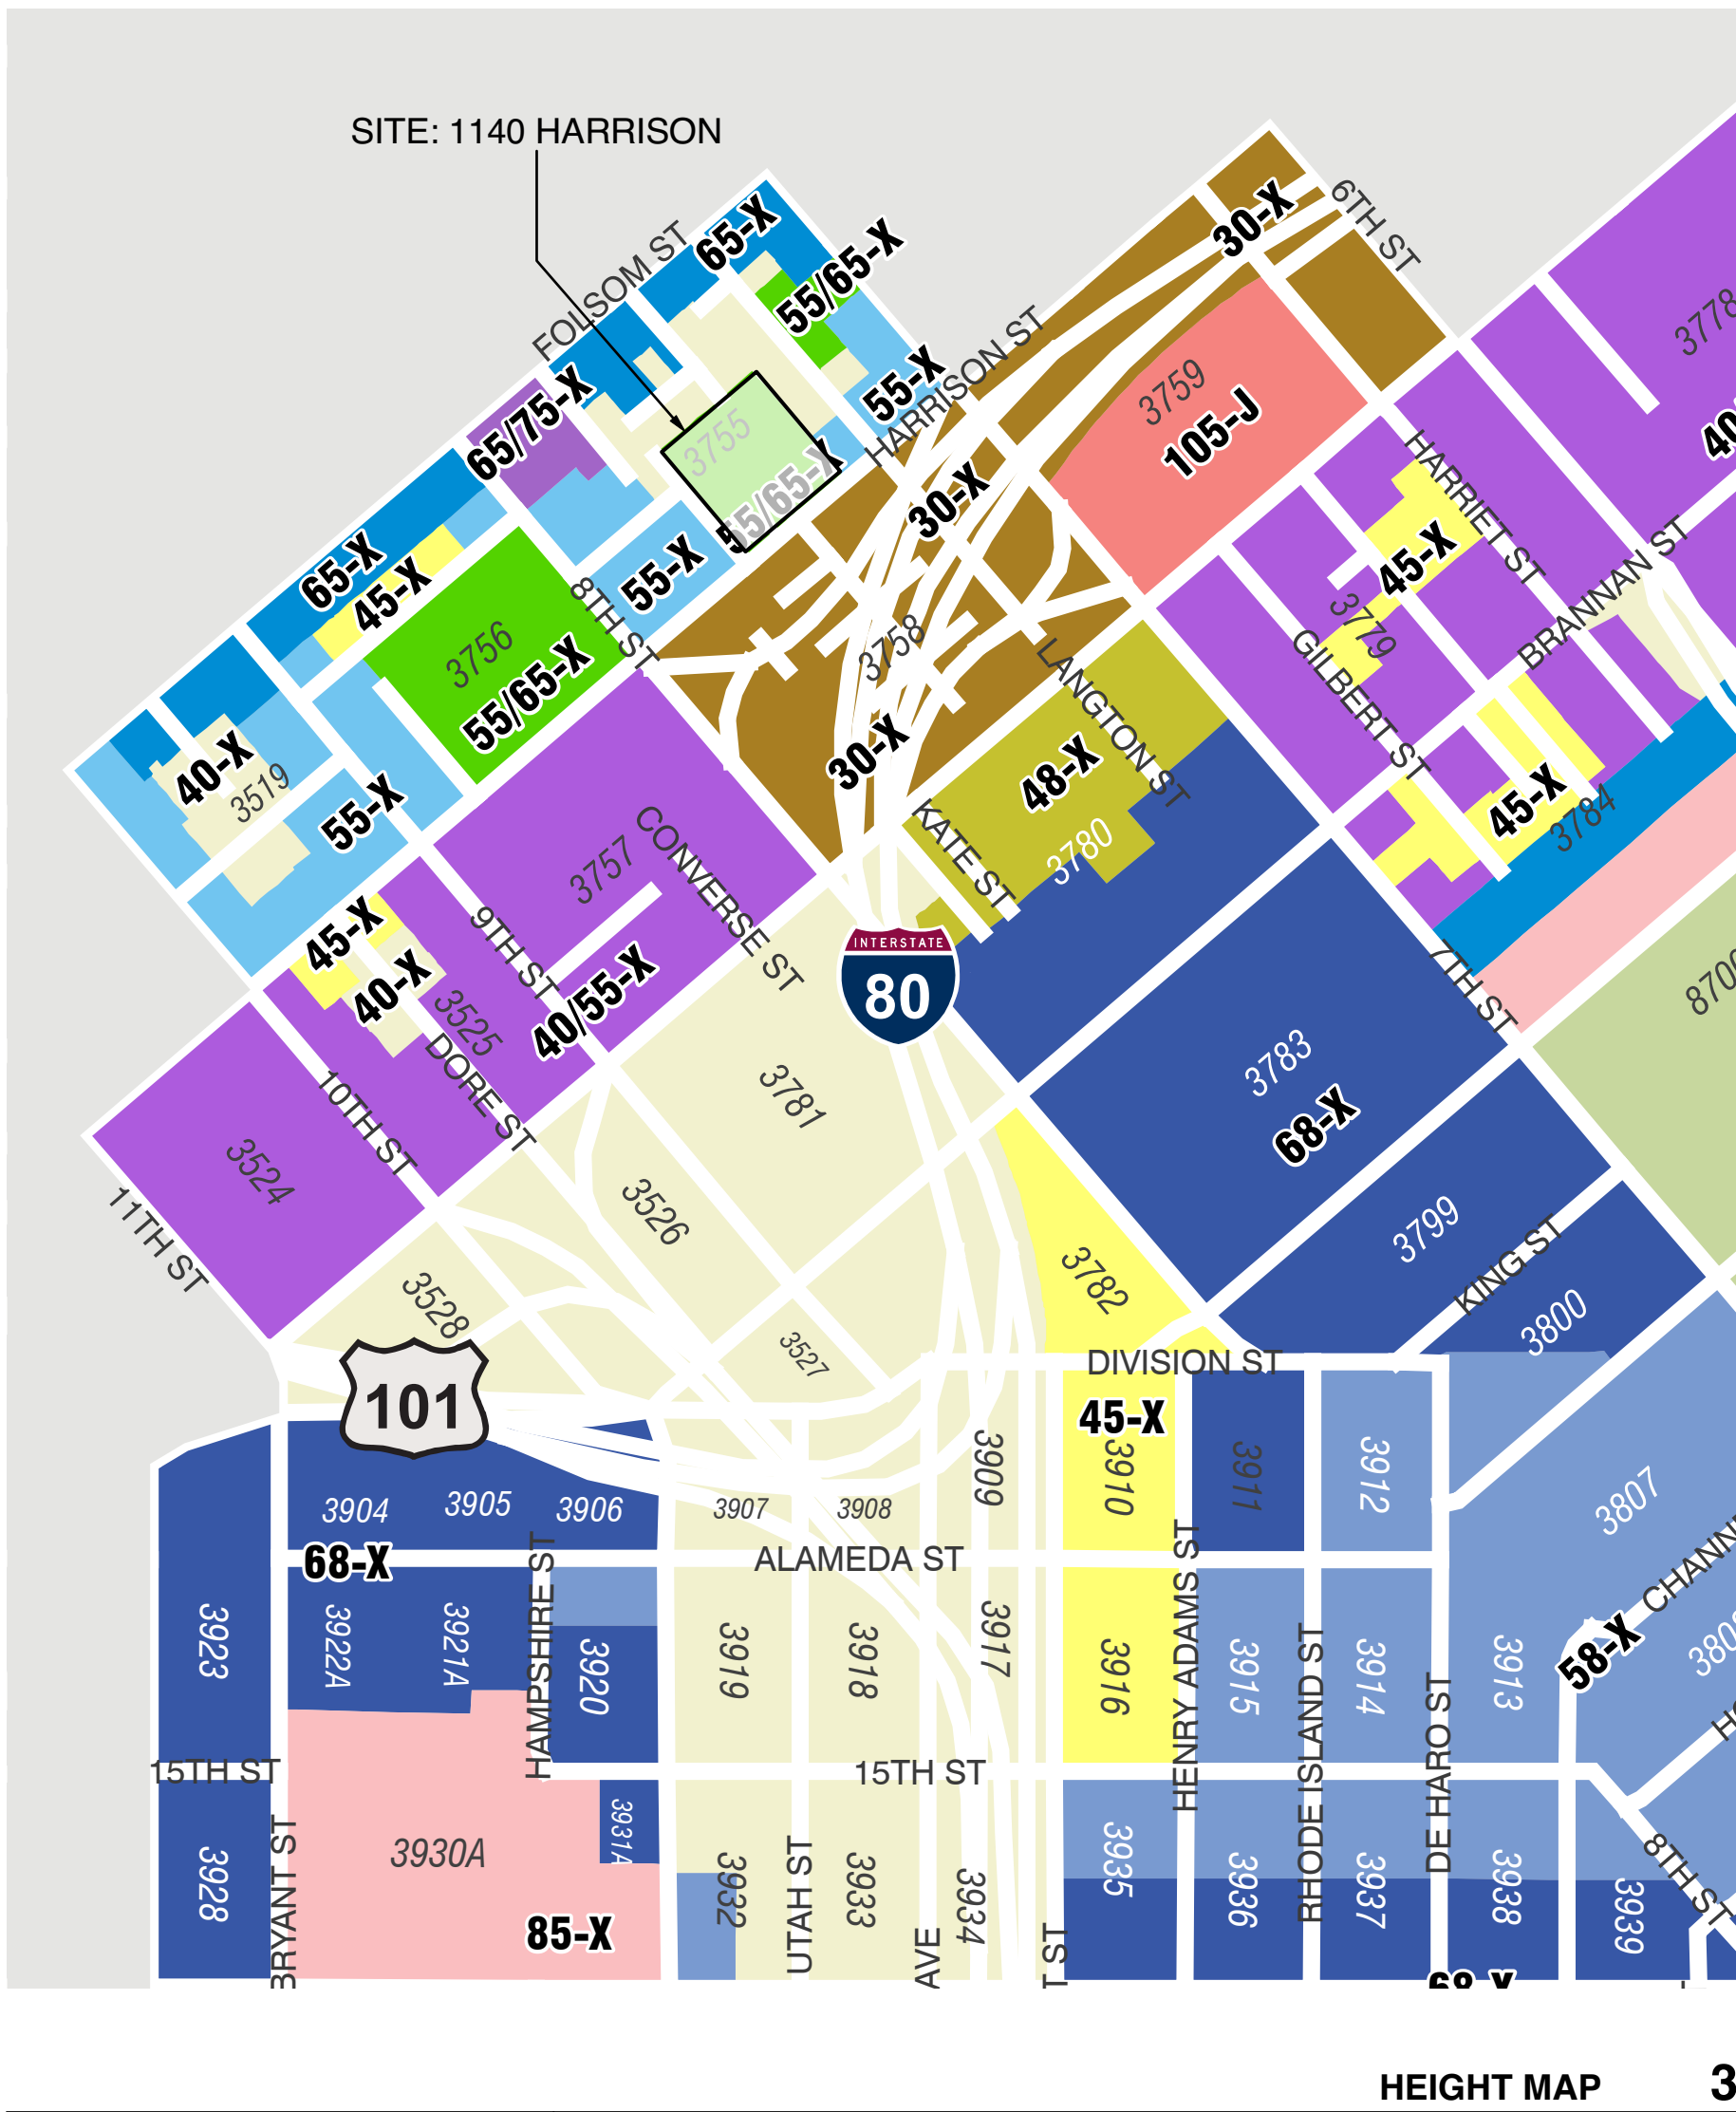 SITE: 1140 HARRISON
6TH ST
30-X
65-X
FOLSOM ST
55/65-X
3778
HARRISON ST
55-X
3759
105-J
65/75-X
3755
55/65-X
40
HARRIET ST
30-X
65-X
45-X
55-X
45-X
BRANNAN ST
8TH ST
3756
55/65-X
3758
LANGTON ST
3779
GILBERT ST
30-X
48-X
40-X
3519
55-X
KATE ST
3780
45-X
3784
CONVERSE ST
3757
45-X
40-X
9TH ST
40/55-X
3525
INTERSTATE
80
7TH ST
8700
DORE ST
10TH ST
3781
3783
68-X
3524
11TH ST
3526
3799
KING ST
3782
3800
3528
3527
DIVISION ST
101
45-X
3909
3910
3911
3912
3807
3904
3905
3906
3907
3908
68-X
ALAMEDA ST
HAMPSHIRE ST
HENRY ADAMS ST
CHANN
3923
3922A
3921A
3920
3919
3918
3917
3916
3915
3914
3913
58-X
RHODE ISLAND ST
DE HARO ST
15TH ST
15TH ST
3928
BRYANT ST
3930A
3931A
3932
UTAH ST
3933
3934
3935
3936
3937
3938
3939
8TH ST
85-X
AVE
T ST
68-X
HEIGHT MAP
3